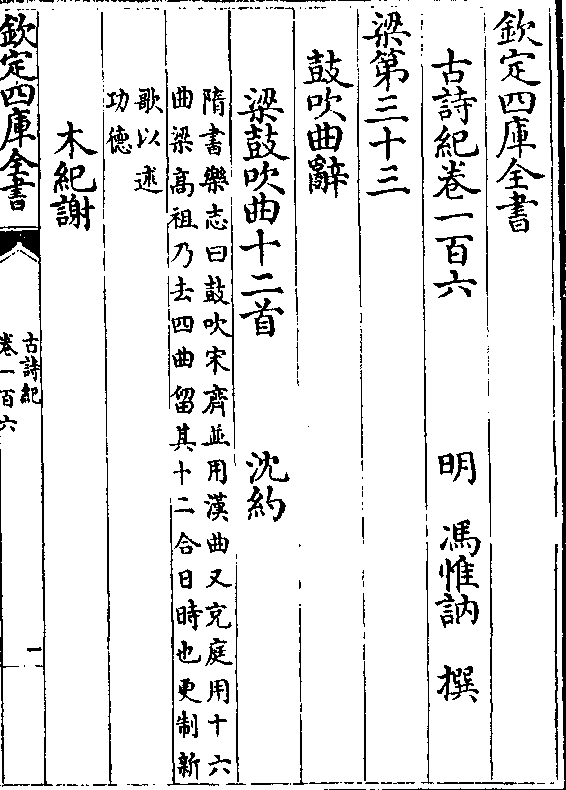 欽定四庫全書
古詩紀卷一百六　明　馮惟訥　撰
梁第三十三
鼓吹曲辭
梁鼓吹曲十二首　沈約
隋書樂志曰鼓吹宋齊並用漢曲又充庭用十六
曲梁高祖乃去四曲留其十二合日時也更制新
歌以述
功德
木紀謝
欽定四庫全書
古詩紀
卷一百六
一